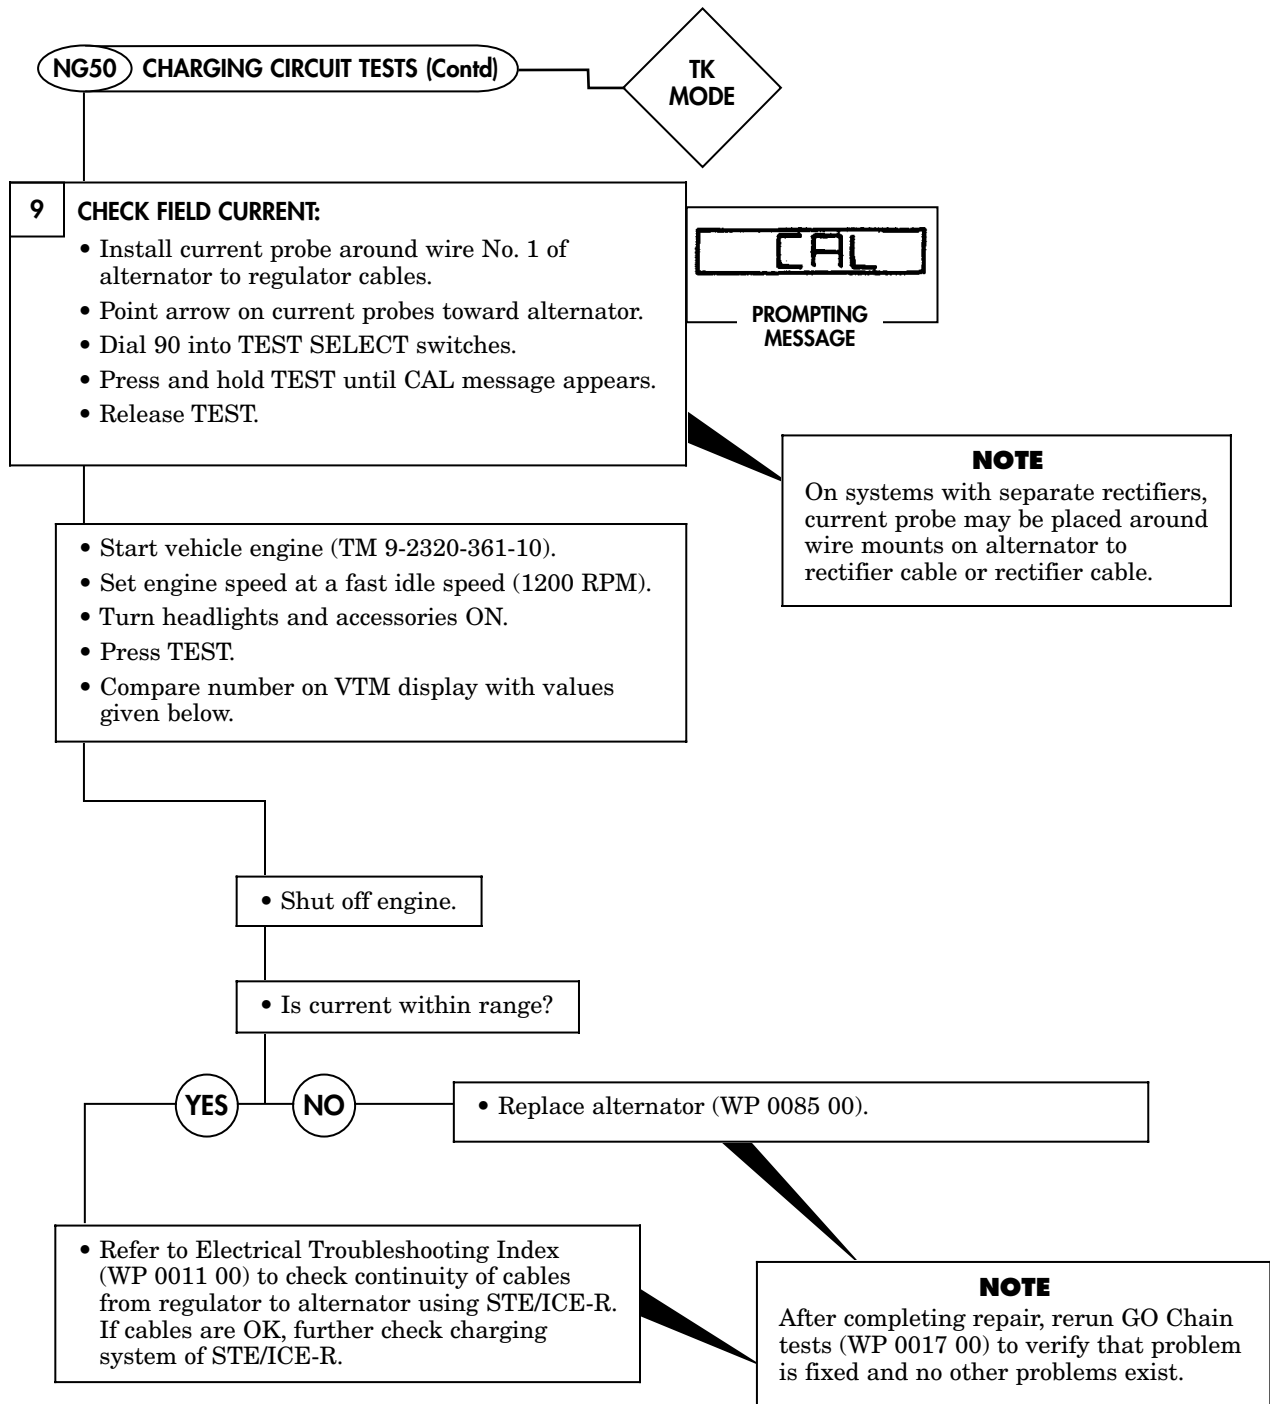 NG50 CHARGING CIRCUIT TESTS (Contd)
TK
MODE
9 CHECK FIELD CURRENT:
• Install current probe around wire No. 1 of
alternator to regulator cables.
• Point arrow on current probes toward alternator.
• Dial 90 into TEST SELECT switches.
• Press and hold TEST until CAL message appears.
• Release TEST.
CAL
PROMPTING
MESSAGE
NOTE
On systems with separate rectifiers,
current probe may be placed around
wire mounts on alternator to
rectifier cable or rectifier cable.
• Start vehicle engine (TM 9-2320-361-10).
• Set engine speed at a fast idle speed (1200 RPM).
• Turn headlights and accessories ON.
• Press TEST.
• Compare number on VTM display with values
given below.
• Shut off engine.
• Is current within range?
YES
NO
• Replace alternator (WP 0085 00).
• Refer to Electrical Troubleshooting Index
(WP 0011 00) to check continuity of cables
from regulator to alternator using STE/ICE-R.
If cables are OK, further check charging
system of STE/ICE-R.
NOTE
After completing repair, rerun GO Chain
tests (WP 0017 00) to verify that problem
is fixed and no other problems exist.